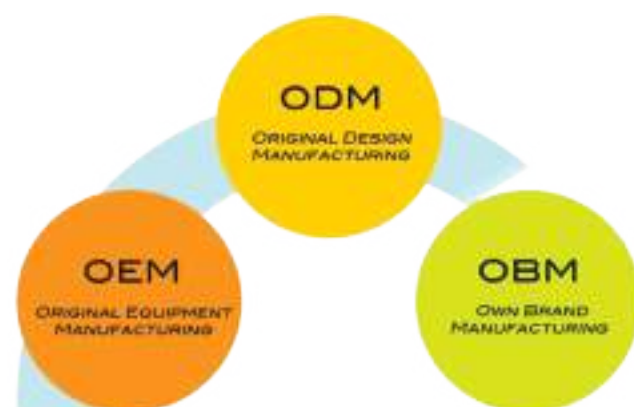 ODM
ORIGINAL DESIGN
MANUFACTURING
OEM
ORIGINAL EQUIPMENT
MANUFACTURING
OBM
OWN BRAND
MANUFACTURING